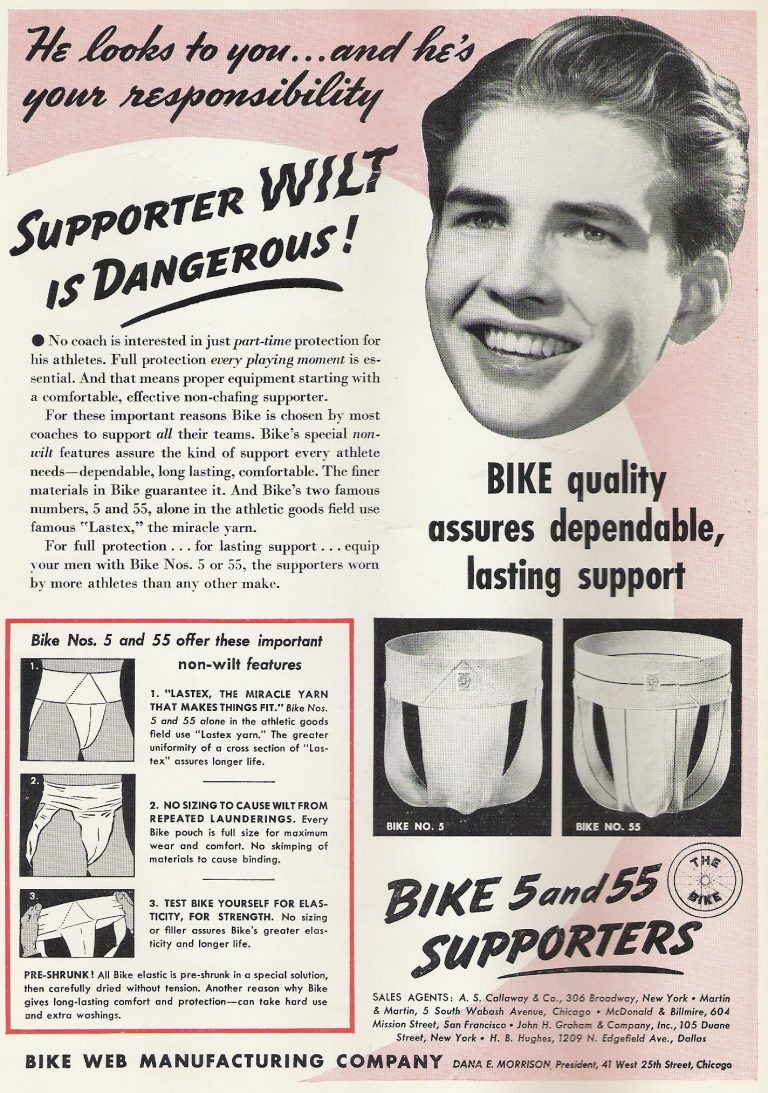 He looks to you...and he's
your responsibility
SUPPORTER WILT
IS DANGEROUS!
● No coach is interested in just part-time protection for
his athletes. Full protection every playing moment is es-
sential. And that means proper equipment starting with
a comfortable, effective non-chafing supporter.
For these important reasons Bike is chosen by most
coaches to support all their teams. Bike's special non-
wilt features assure the kind of support every athlete
needs—dependable, long lasting, comfortable. The finer
materials in Bike guarantee it. And Bike's two famous
numbers, 5 and 55, alone in the athletic goods field use
famous "Lastex," the miracle yarn.
For full protection . . . for lasting support . . . equip
your men with Bike Nos. 5 or 55, the supporters worn
by more athletes than any other make.
BIKE quality
assures dependable,
lasting support
Bike Nos. 5 and 55 offer these important
non-wilt features
1.
1. "LASTEX, THE MIRACLE YARN
THAT MAKES THINGS FIT." Bike Nos.
5 and 55 alone in the athletic goods
field use "Lastex yarn." The greater
uniformity of a cross section of "Las-
tex" assures longer life.
2.
2. NO SIZING TO CAUSE WILT FROM
REPEATED LAUNDERINGS. Every
Bike pouch is full size for maximum
wear and comfort. No skimping of
materials to cause binding.
3.
3. TEST BIKE YOURSELF FOR ELAS-
TICITY, FOR STRENGTH. No sizing
or filler assures Bike's greater elas-
ticity and longer life.
PRE-SHRUNK! All Bike elastic is pre-shrunk in a special solution,
then carefully dried without tension. Another reason why Bike
gives long-lasting comfort and protection—can take hard use
and extra washings.
BIKE NO. 5
BIKE NO. 55
BIKE 5 and 55
SUPPORTERS
THE
BIKE
SALES AGENTS: A. S. Callaway & Co., 306 Broadway, New York • Martin
& Martin, 5 South Wabash Avenue, Chicago • McDonald & Billmire, 604
Mission Street, San Francisco • John H. Graham & Company, Inc., 105 Duane
Street, New York • H. B. Hughes, 1209 N. Edgefield Ave., Dallas
BIKE WEB MANUFACTURING COMPANY DANA E. MORRISON, President, 41 West 25th Street, Chicago